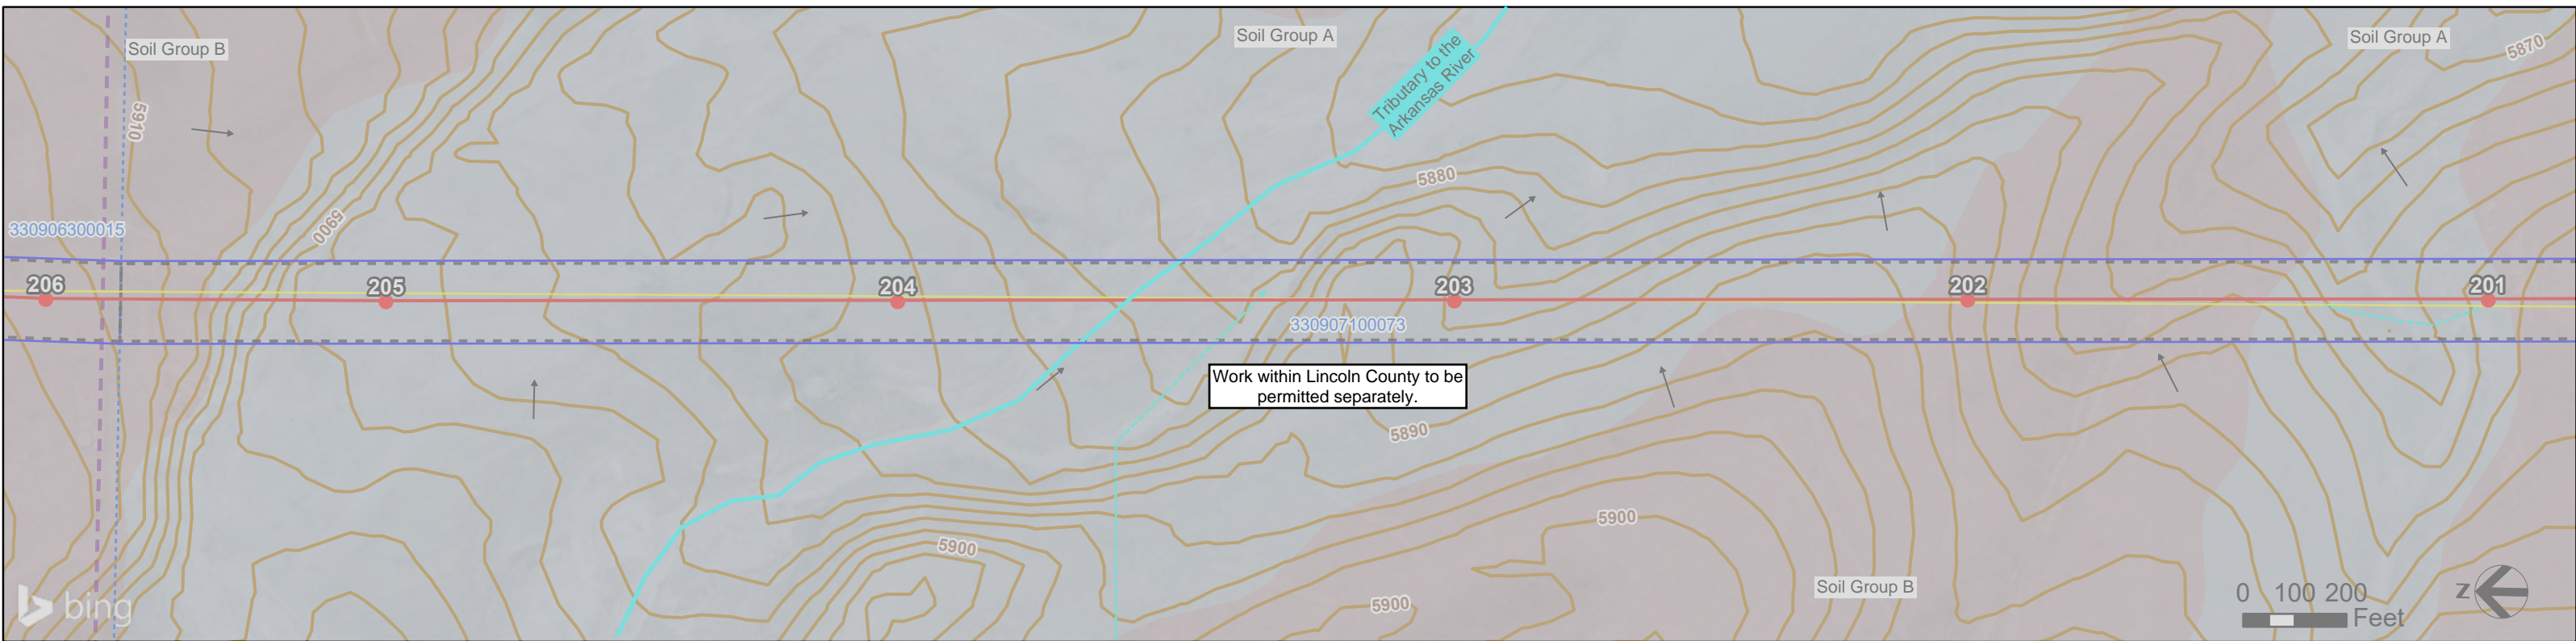 Soil Group B
Soil Group A
Soil Group A
5870
Tributary to the
Arkansas River
5910
5880
5900
330906300015
206
205
204
203
202
201
330907100073
Work within Lincoln County to be
permitted separately.
5890
5900
5900
5900
Soil Group B
0 100 200
Feet
N
bing